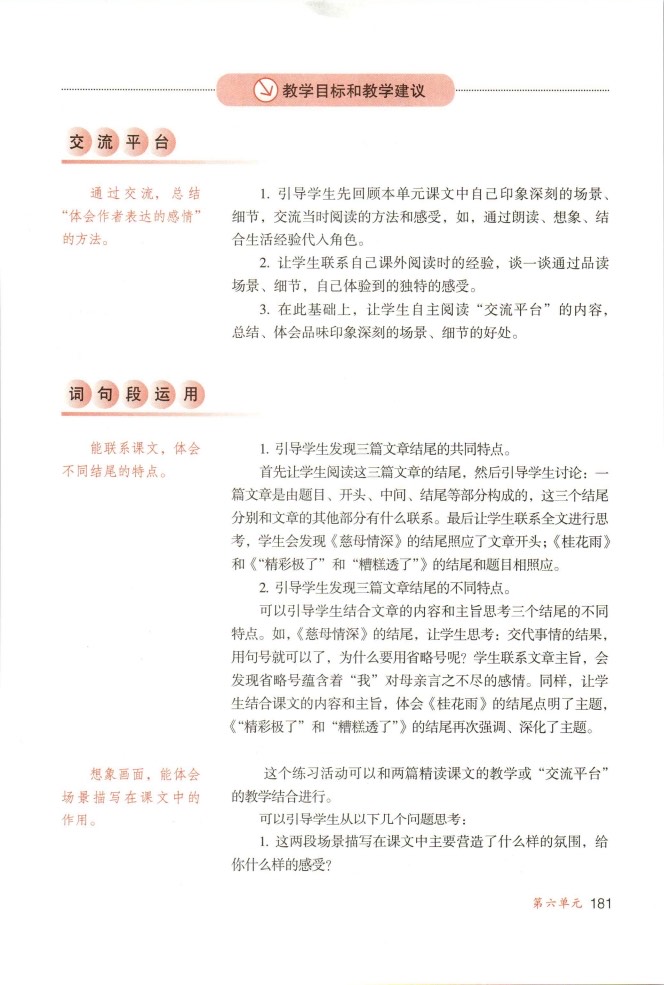 教学目标和教学建议
交流平台
通过交流，总结
“体会作者表达的感情”
的方法。
1. 引导学生先回顾本单元课文中自己印象深刻的场景、
细节，交流当时阅读的方法和感受，如，通过朗读、想象、结
合生活经验代入角色。
2. 让学生联系自己课外阅读时的经验，谈一谈通过品读
场景、细节，自己体验到的独特的感受。
3. 在此基础上，让学生自主阅读“交流平台”的内容，
总结、体会品味印象深刻的场景、细节的好处。
词句段运用
能联系课文，体会
不同结尾的特点。
1. 引导学生发现三篇文章结尾的共同特点。
首先让学生阅读这三篇文章的结尾，然后引导学生讨论：一
篇文章是由题目、开头、中间、结尾等部分构成的，这三个结尾
分别和文章的其他部分有什么联系。最后让学生联系全文进行思
考，学生会发现《慈母情深》的结尾照应了文章开头；《桂花雨》
和《“精彩极了”和“糟糕透了”》的结尾和题目相照应。
2. 引导学生发现三篇文章结尾的不同特点。
可以引导学生结合文章的内容和主旨思考三个结尾的不同
特点。如，《慈母情深》的结尾，让学生思考：交代事情的结果，
用句号就可以了，为什么要用省略号呢？学生联系文章主旨，会
发现省略号蕴含着“我”对母亲言之不尽的感情。同样，让学
生结合课文的内容和主旨，体会《桂花雨》的结尾点明了主题，
《“精彩极了”和“糟糕透了”》的结尾再次强调、深化了主题。
想象画面，能体会
场景描写在课文中的
作用。
这个练习活动可以和两篇精读课文的教学或“交流平台”
的教学结合进行。
可以引导学生从以下几个问题思考：
1. 这两段场景描写在课文中主要营造了什么样的氛围，给
你什么样的感受？
第六单元 181